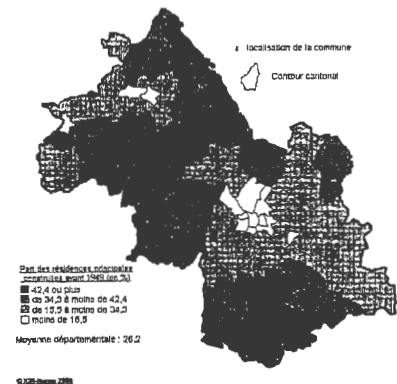 localisation de la commune
Contour cantonal
Part des résidences principales
construites avant 1949 (en %)
42,4 ou plus
de 34,3 à moins de 42,4
de 15,5 à moins de 34,3
moins de 15,5
Moyenne départementale : 26,2